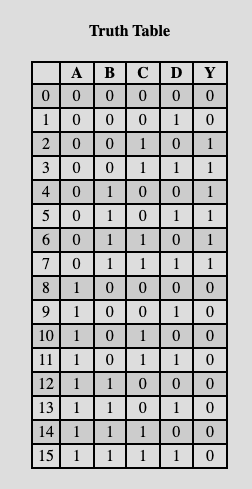 Truth Table
A B C D Y
0 0 0 0 0 0
1 0 0 0 1 0
2 0 0 1 0 1
3 0 0 1 1 1
4 0 1 0 0 1
5 0 1 0 1 1
6 0 1 1 0 1
7 0 1 1 1 1
8 1 0 0 0 0
9 1 0 0 1 0
10 1 0 1 0 0
11 1 0 1 1 0
12 1 1 0 0 0
13 1 1 0 1 0
14 1 1 1 0 0
15 1 1 1 1 0